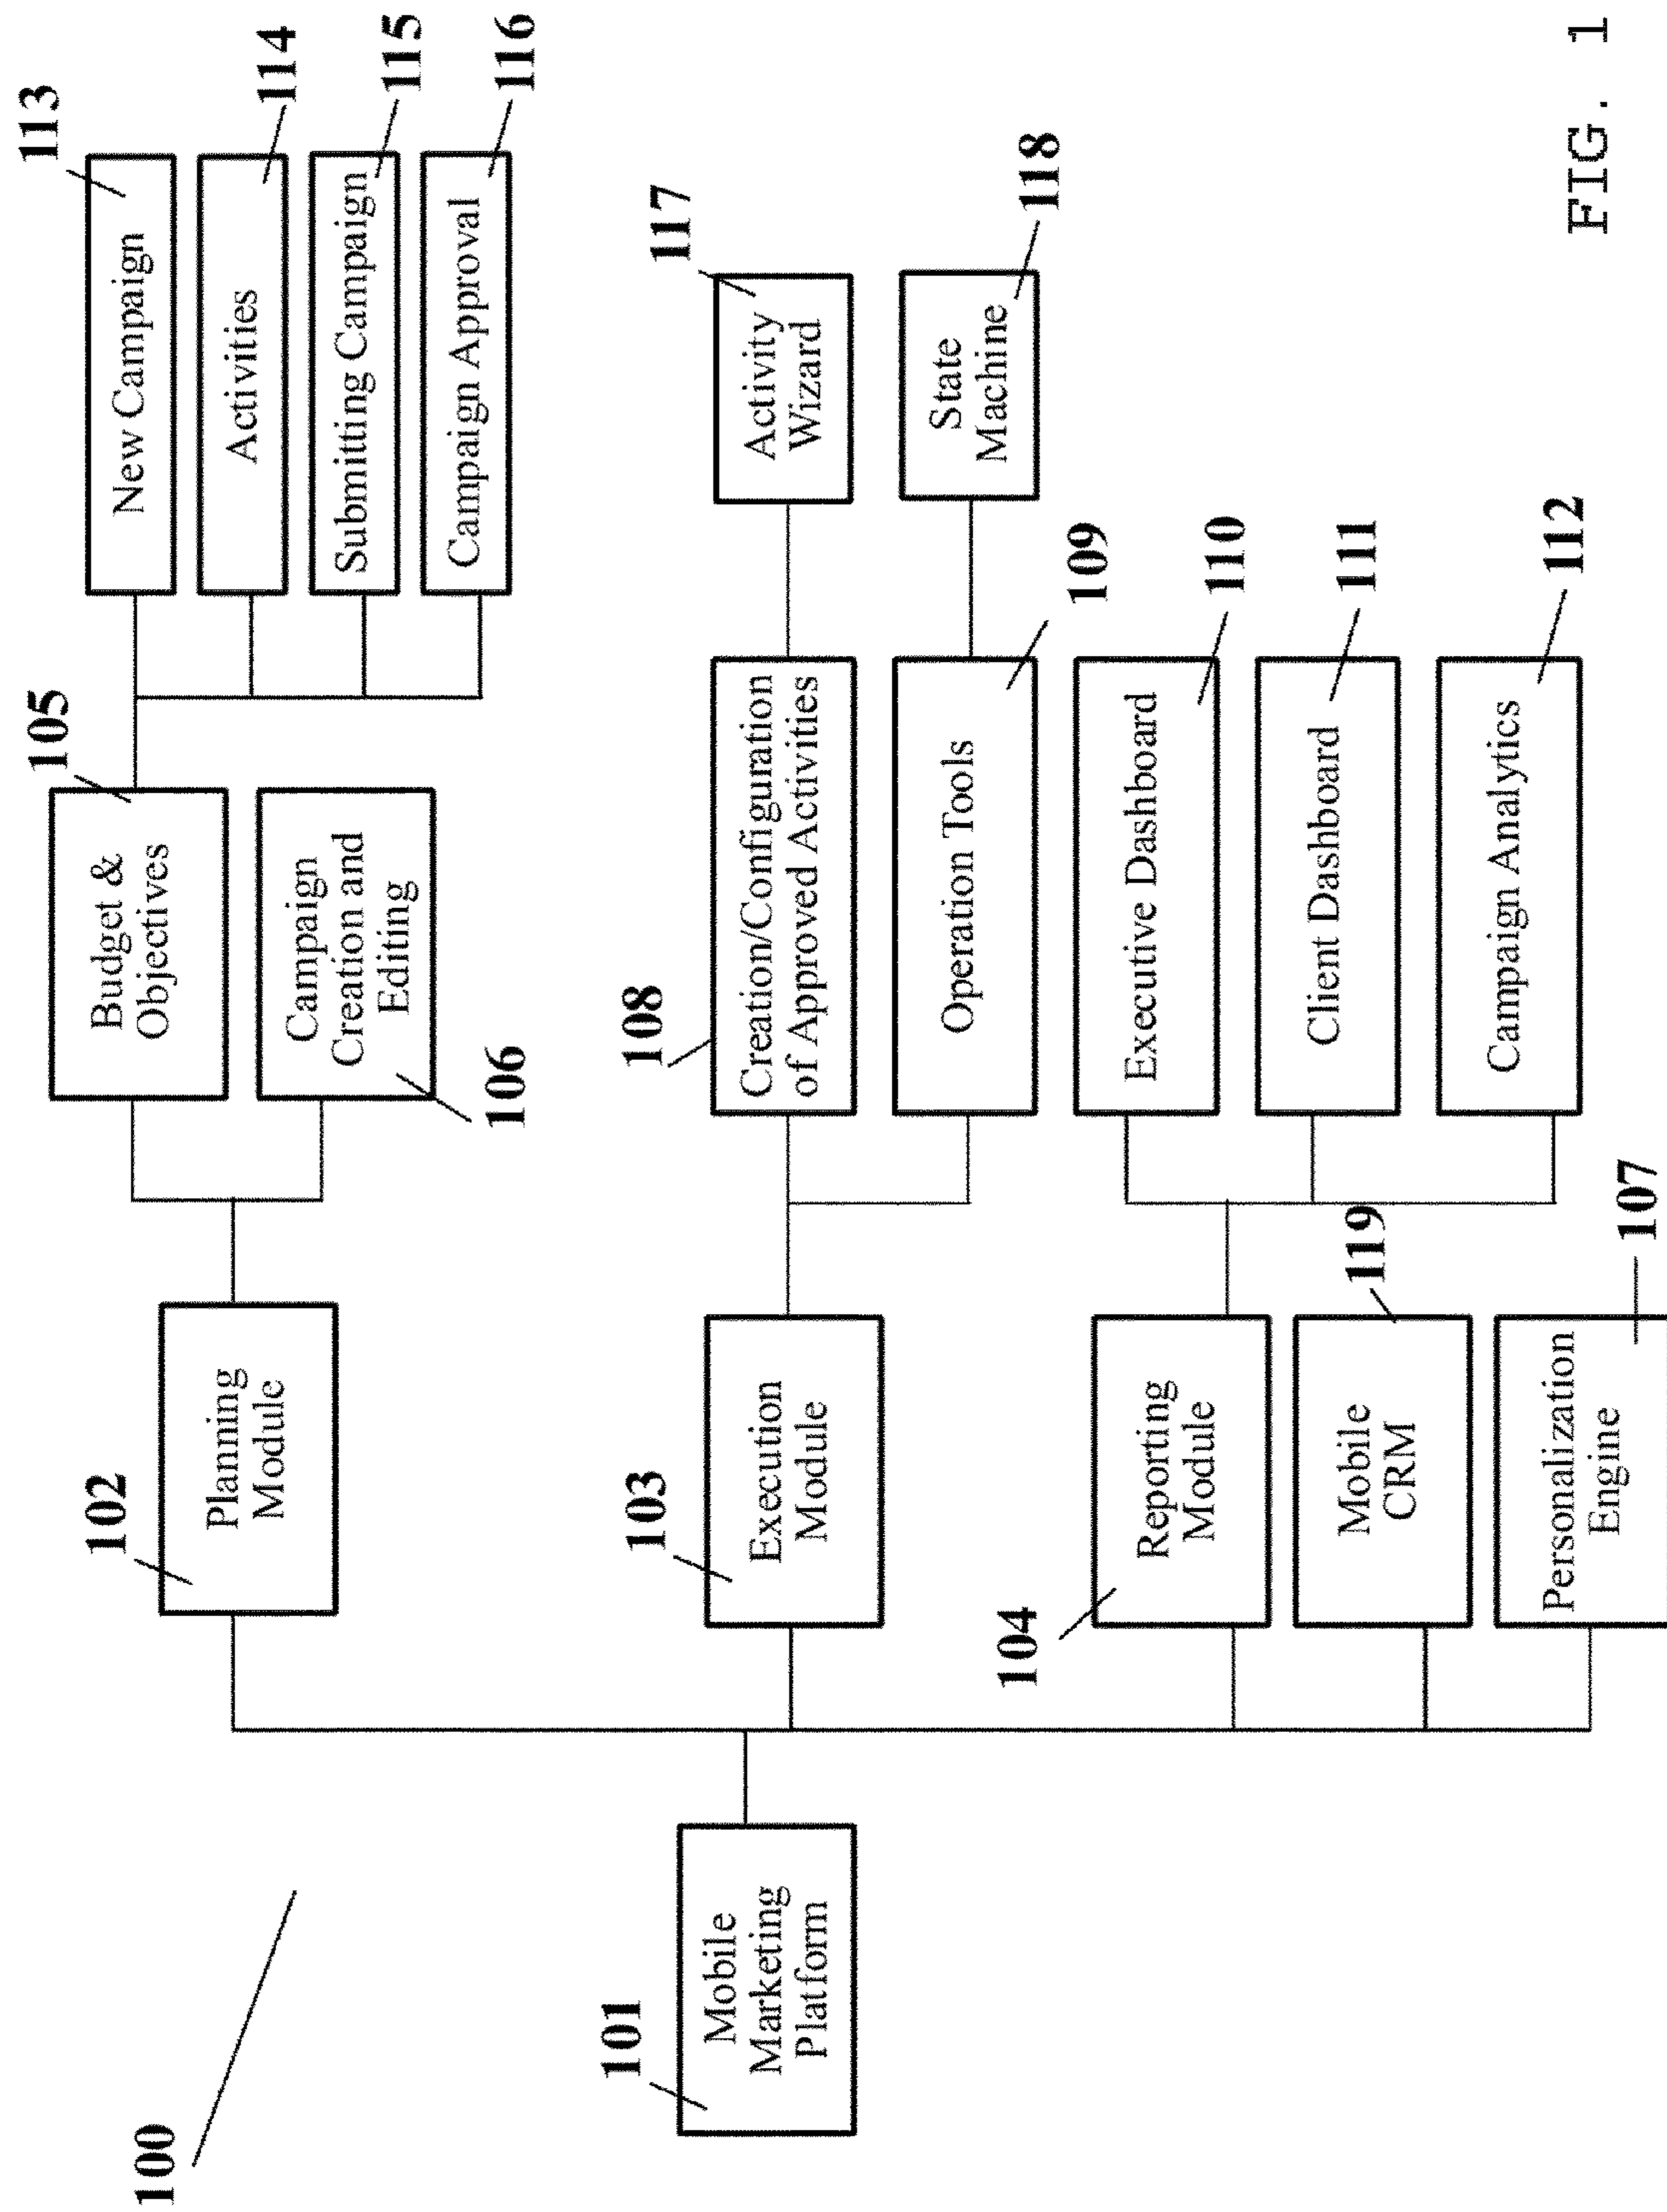 100
101
Mobile
Marketing
Platform
102
Planning
Module
103
Execution
Module
104
Reporting
Module
119
Mobile
CRM
107
Personalization
Engine
105
Budget &
Objectives
106
Campaign
Creation and
Editing
108
Creation/Configuration
of Approved Activities
109
Operation Tools
110
Executive Dashboard
111
Client Dashboard
112
Campaign Analytics
113
New Campaign
114
Activities
115
Submitting Campaign
116
Campaign Approval
117
Activity
Wizard
118
State
Machine
FIG. 1